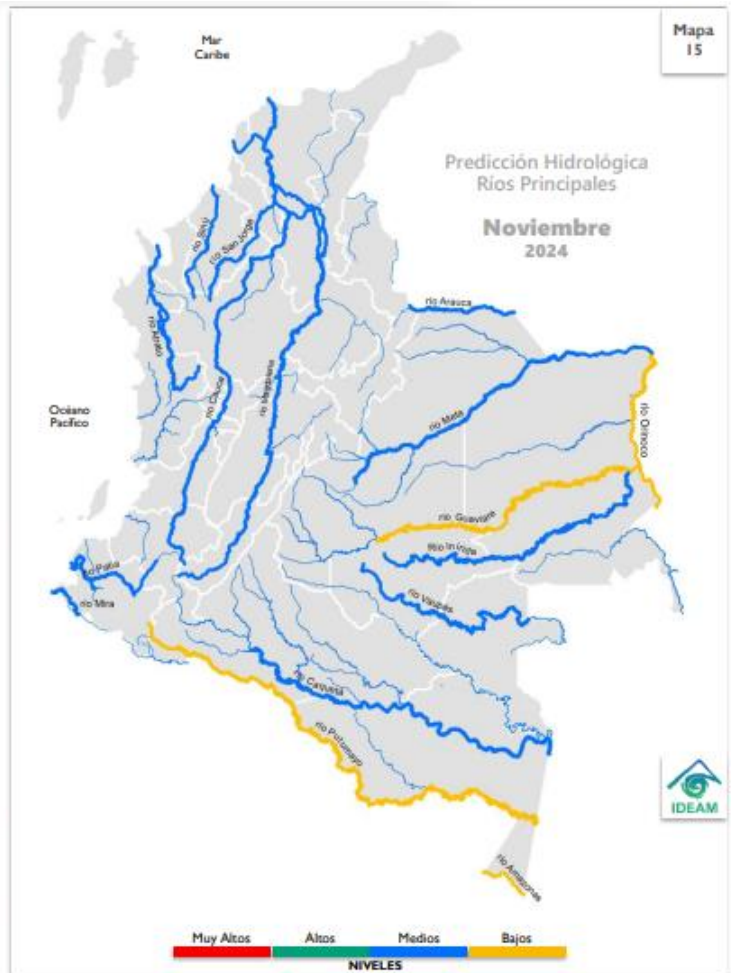 Mar
Caribe
Mapa
15
Predicción Hidrológica
Ríos Principales
Noviembre
2024
río Sinú
río San Jorge
río Arauca
río Atrato
río Cauca
río Magdalena
Océano
Pacífico
río Meta
río Orinoco
río Guaviare
Río Inírida
río Patía
río Vaupés
río Mira
río Caquetá
río Putumayo
IDEAM
río Amazonas
Muy Altos
Altos
Medios
Bajos
NIVELES